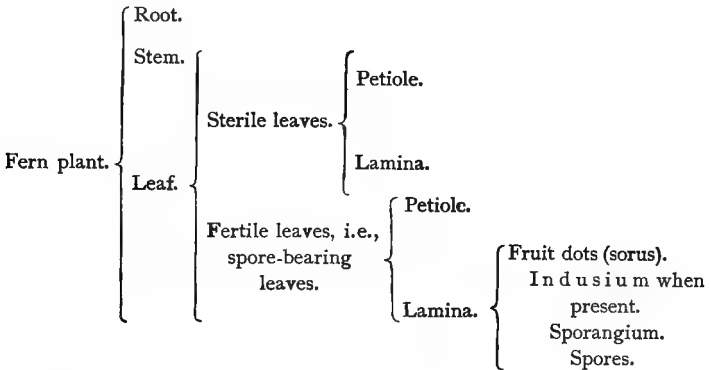 Root.
Stem.
Petiole.
Sterile leaves.
Lamina.
Fern plant.
Leaf.
Petiole.
Fertile leaves, i.e.,
spore-bearing
leaves.
Fruit dots (sorus).
Indusium when
present.
Lamina.
Sporangium.
Spores.